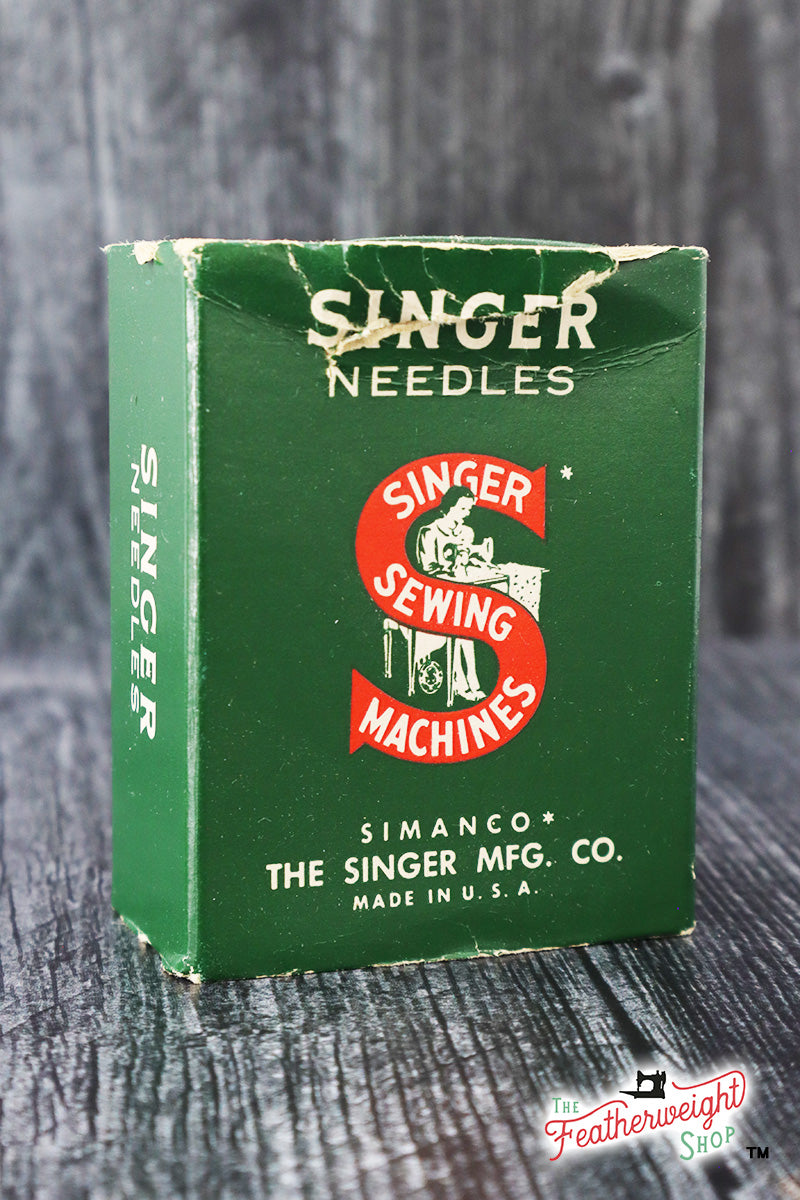 SINGER
NEEDLES
SINGER
NEEDLES
SINGER *
SEWING
MACHINES
SIMANCO*
THE SINGER MFG. CO.
MADE IN U. S. A.
The
Featherweight
Shop TM